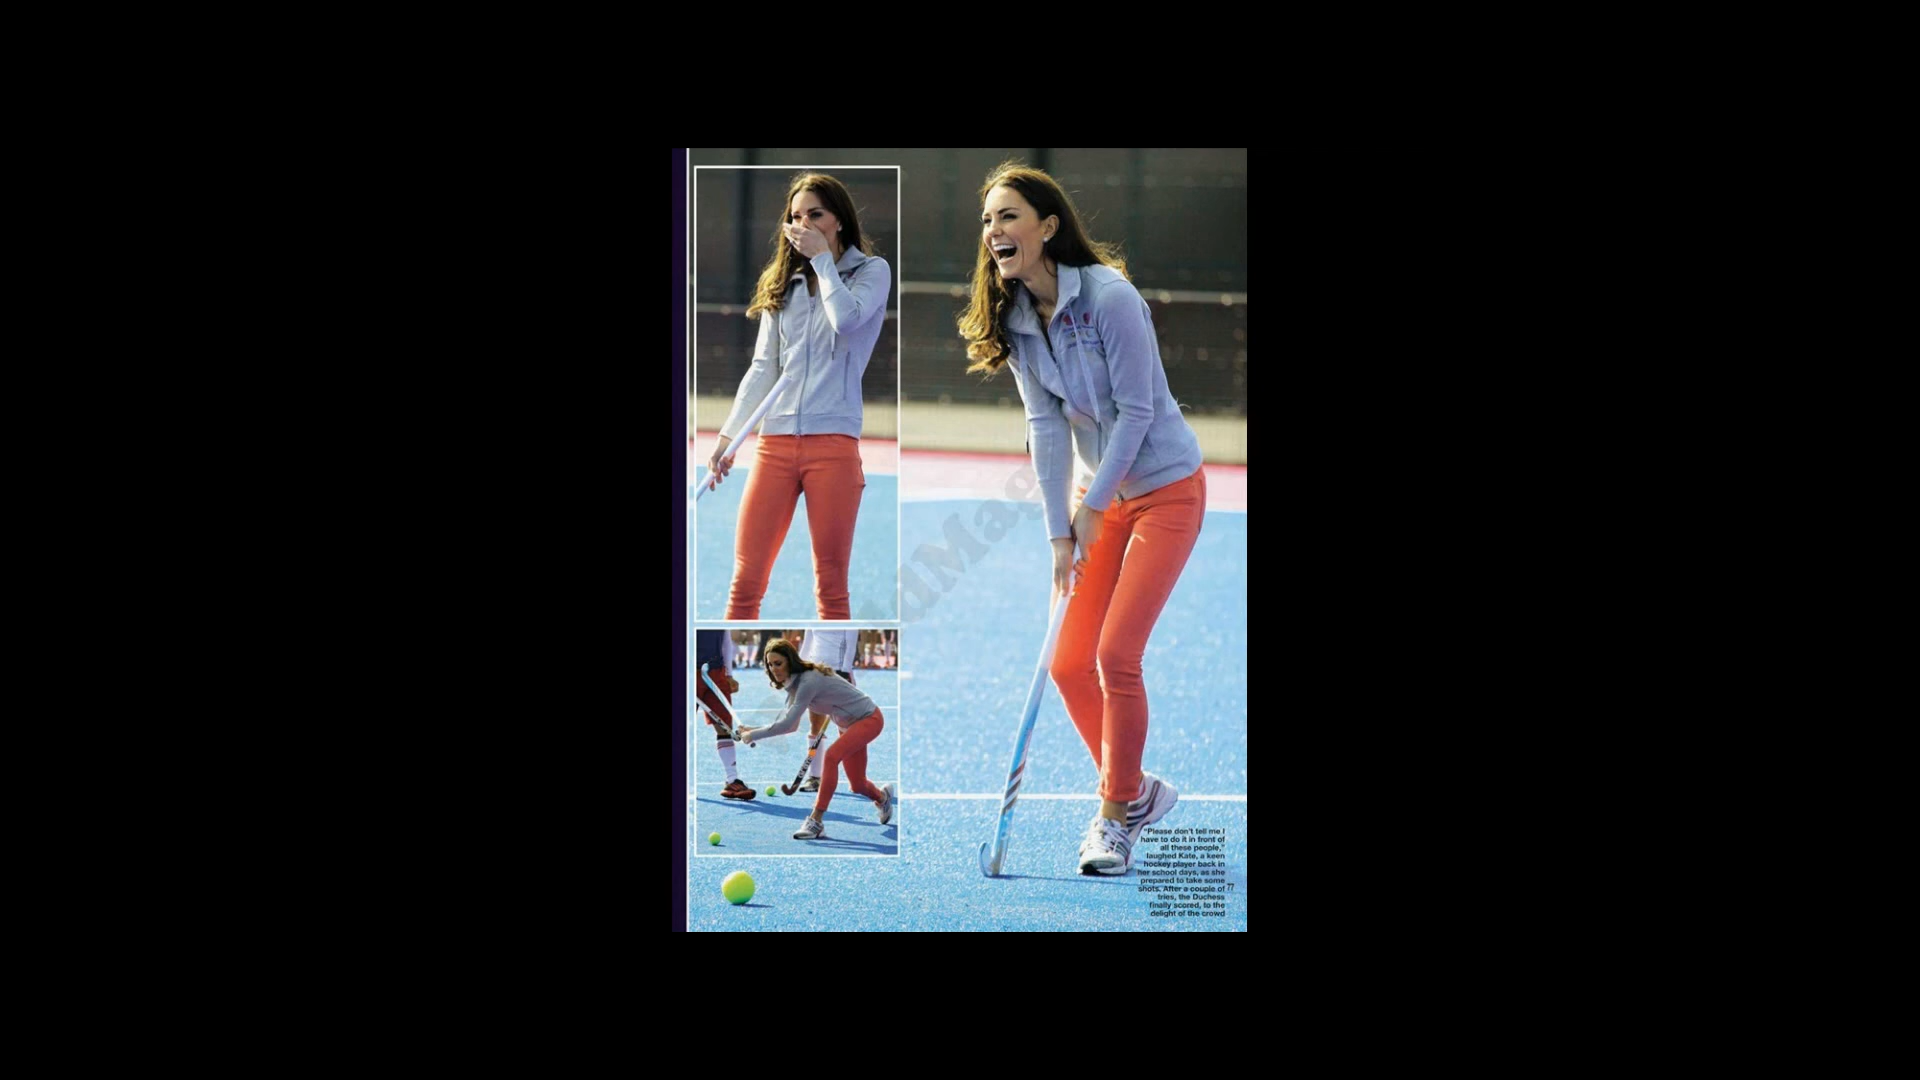 "Please don't tell me I
have to do it in front of
all these people,"
laughed Kate, a keen
hockey player back in
her school days, as she
prepared to take some
shots. After a couple of
tries, the Duchess
finally scored, to the
delight of the crowd
77
dMag